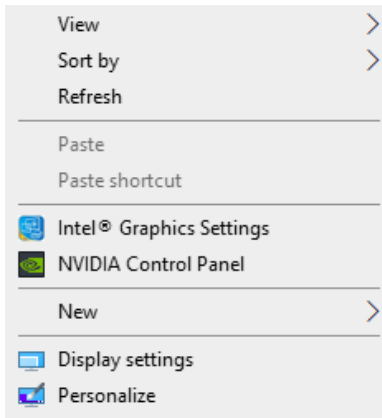 View
Sort by
Refresh
Paste
Paste shortcut
Intel® Graphics Settings
NVIDIA Control Panel
New
Display settings
Personalize